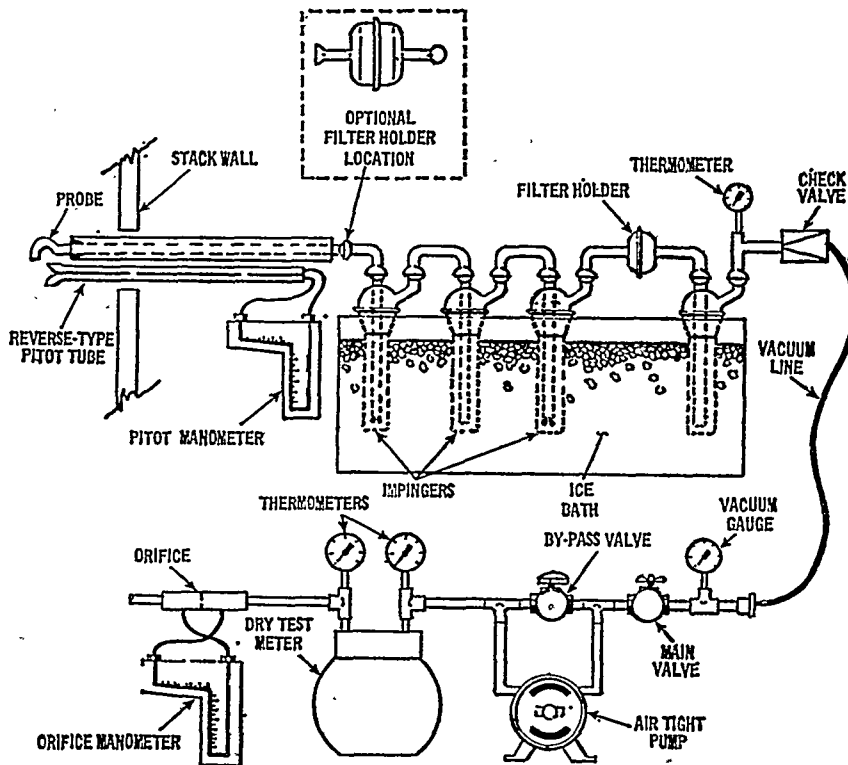 OPTIONAL
FILTER HOLDER
LOCATION
STACK WALL
PROBE
THERMOMETER
CHECK
VALVE
FILTER HOLDER
REVERSE-TYPE
PITOT TUBE
VACUUM
LINE
PITOT MANOMETER
IMPINGERS
ICE
BATH
THERMOMETERS
VACUUM
GAUGE
BY-PASS VALVE
ORIFICE
DRY TEST
METER
MAIN
VALVE
ORIFICE MANOMETER
AIR TIGHT
PUMP